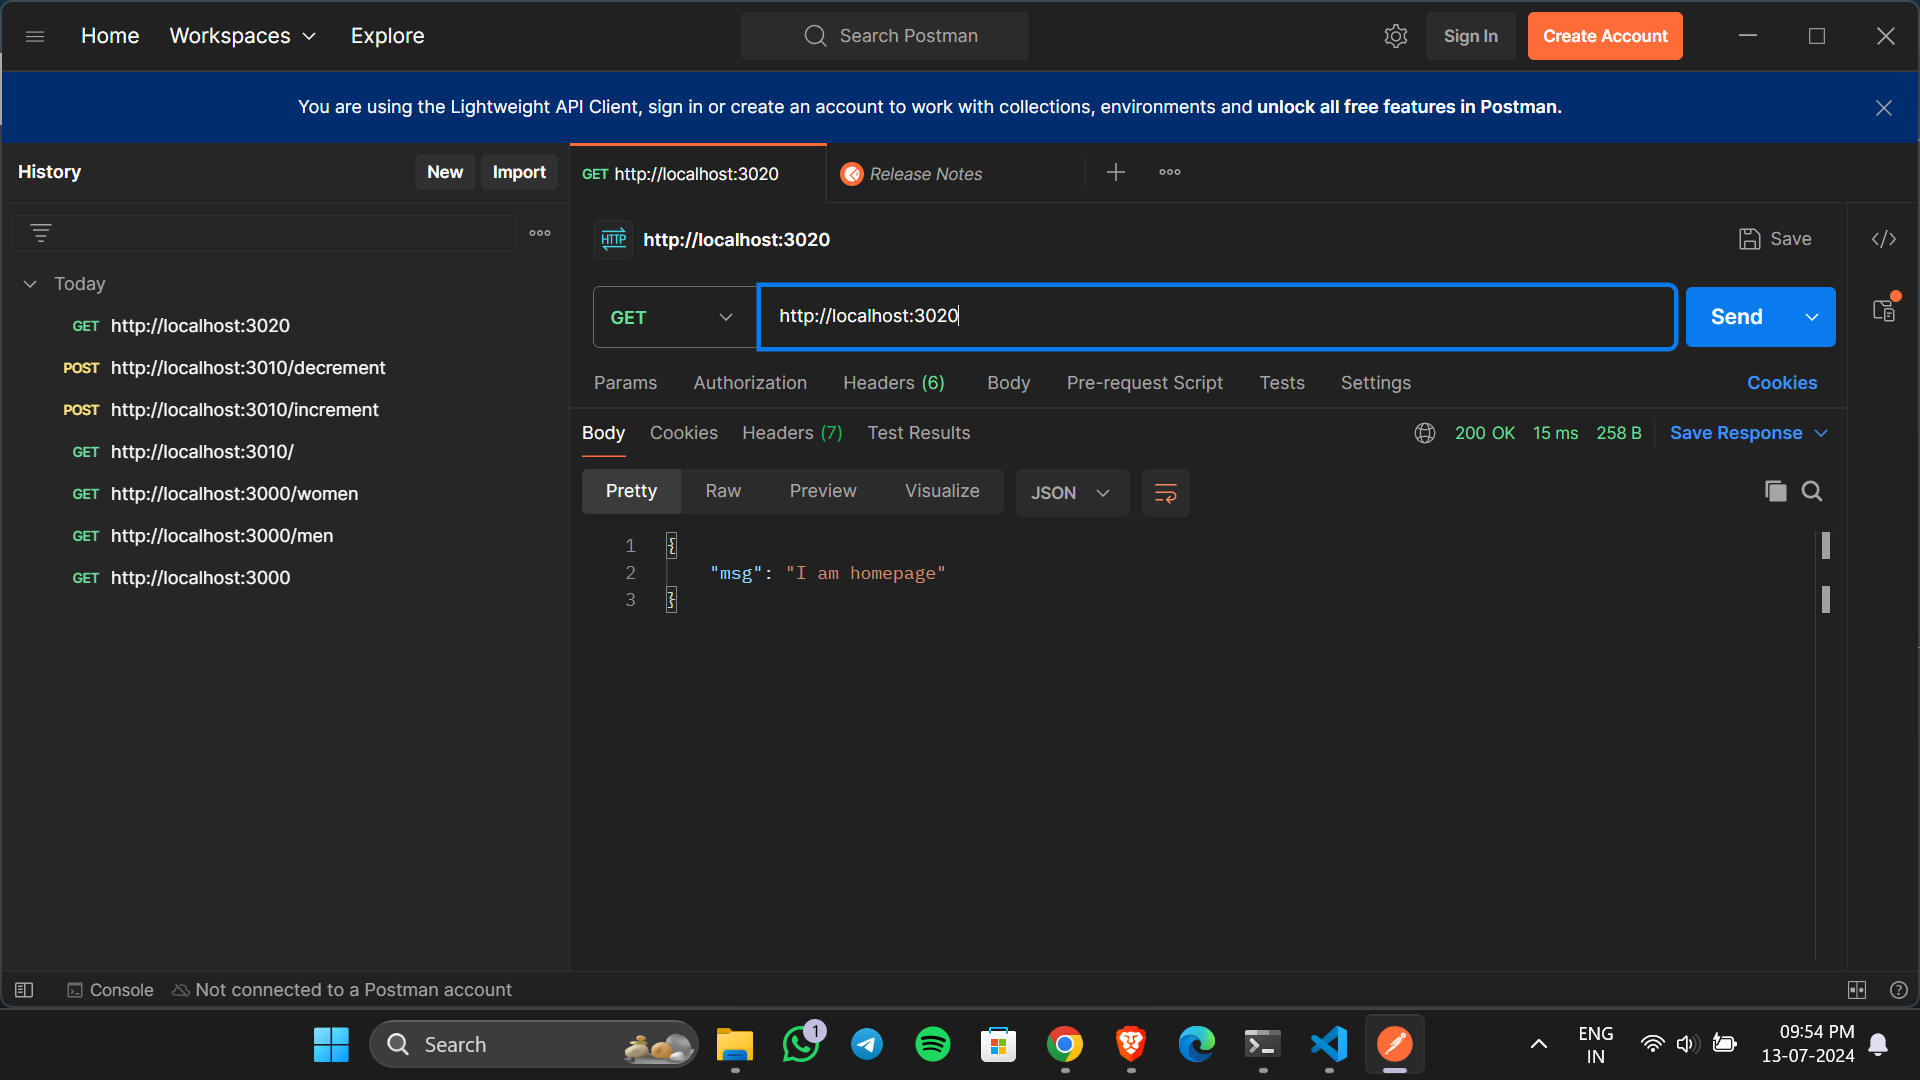 Home Workspaces Explore Search Postman Sign In Create Account
You are using the Lightweight API Client, sign in or create an account to work with collections, environments and unlock all free features in Postman.
History New Import
GET http://localhost:3020 Release Notes
HTTP http://localhost:3020 Save
Today
GET http://localhost:3020
POST http://localhost:3010/decrement
POST http://localhost:3010/increment
GET http://localhost:3010/
GET http://localhost:3000/women
GET http://localhost:3000/men
GET http://localhost:3000
GET http://localhost:3020 Send
Params Authorization Headers (6) Body Pre-request Script Tests Settings Cookies
Body Cookies Headers (7) Test Results 200 OK 15 ms 258 B Save Response
Pretty Raw Preview Visualize JSON
1 {
2 "msg": "I am homepage"
3 }
Console Not connected to a Postman account
Search 1 ENG 09:54 PM
IN 13-07-2024